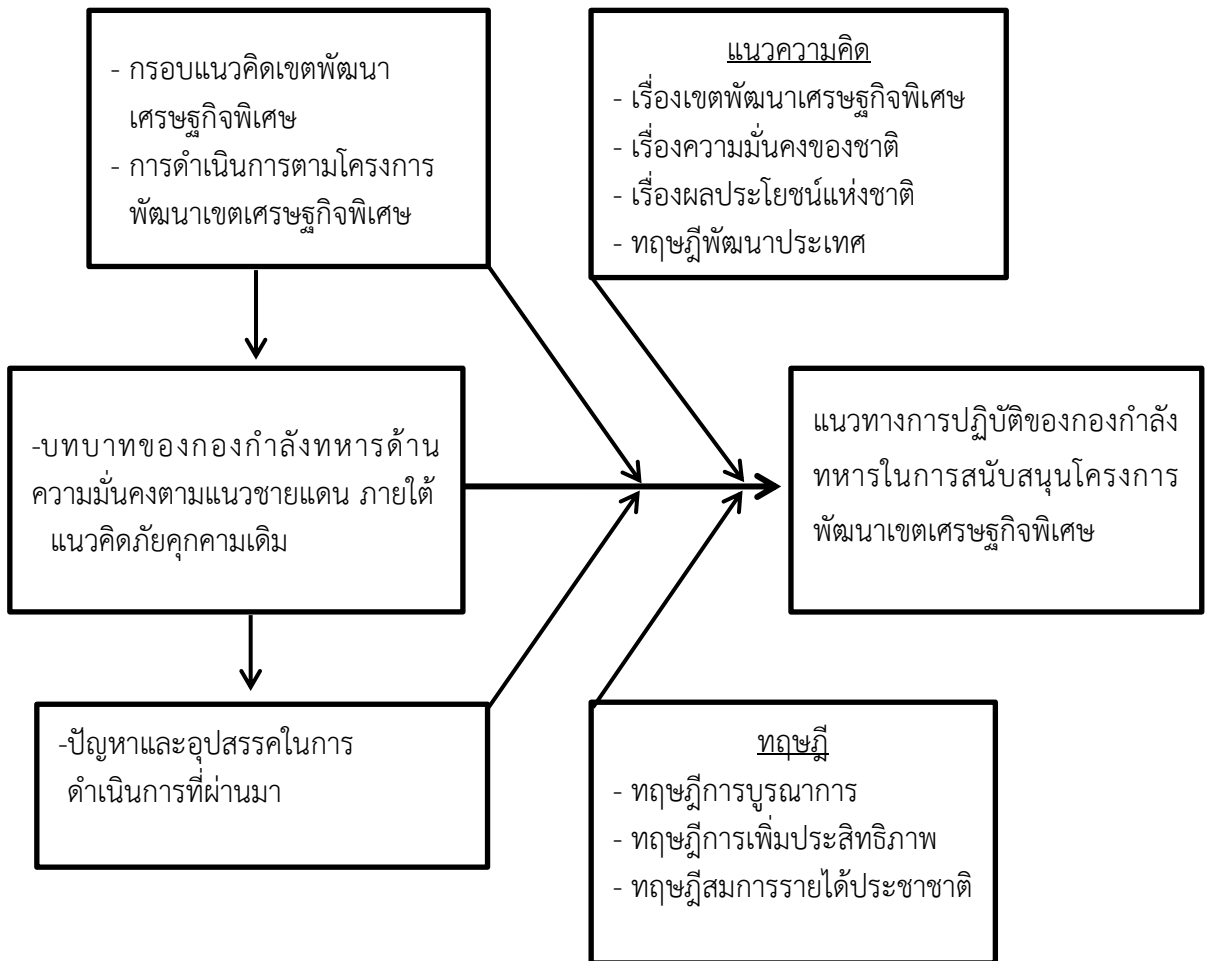 - กรอบแนวคิดเขตพัฒนา
เศรษฐกิจพิเศษ
- การดำเนินการตามโครงการ
พัฒนาเขตเศรษฐกิจพิเศษ
แนวความคิด
- เรื่องเขตพัฒนาเศรษฐกิจพิเศษ
- เรื่องความมั่นคงของชาติ
- เรื่องผลประโยชน์แห่งชาติ
- ทฤษฎีพัฒนาประเทศ
-บทบาทของกองกำลังทหารด้าน
ความมั่นคงตามแนวชายแดน ภายใต้
แนวคิดภัยคุกคามเดิม
แนวทางการปฏิบัติของกองกำลัง
ทหารในการสนับสนุนโครงการ
พัฒนาเขตเศรษฐกิจพิเศษ
-ปัญหาและอุปสรรคในการ
ดำเนินการที่ผ่านมา
ทฤษฎี
- ทฤษฎีการบูรณาการ
- ทฤษฎีการเพิ่มประสิทธิภาพ
- ทฤษฎีสมการรายได้ประชาชาติ